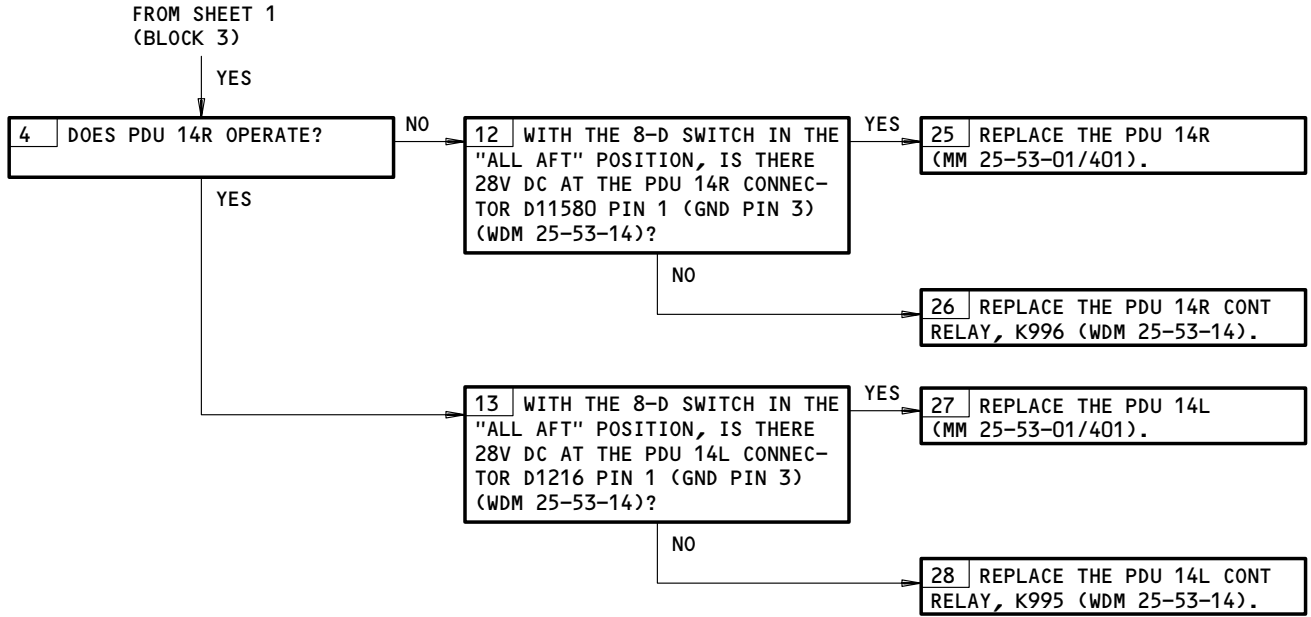 FROM SHEET 1
(BLOCK 3)
YES
4 DOES PDU 14R OPERATE?
NO
YES
12 WITH THE 8-D SWITCH IN THE
"ALL AFT" POSITION, IS THERE
28V DC AT THE PDU 14R CONNEC-
TOR D11580 PIN 1 (GND PIN 3)
(WDM 25-53-14)?
YES
NO
25 REPLACE THE PDU 14R
(MM 25-53-01/401).
26 REPLACE THE PDU 14R CONT
RELAY, K996 (WDM 25-53-14).
13 WITH THE 8-D SWITCH IN THE
"ALL AFT" POSITION, IS THERE
28V DC AT THE PDU 14L CONNEC-
TOR D1216 PIN 1 (GND PIN 3)
(WDM 25-53-14)?
YES
NO
27 REPLACE THE PDU 14L
(MM 25-53-01/401).
28 REPLACE THE PDU 14L CONT
RELAY, K995 (WDM 25-53-14).